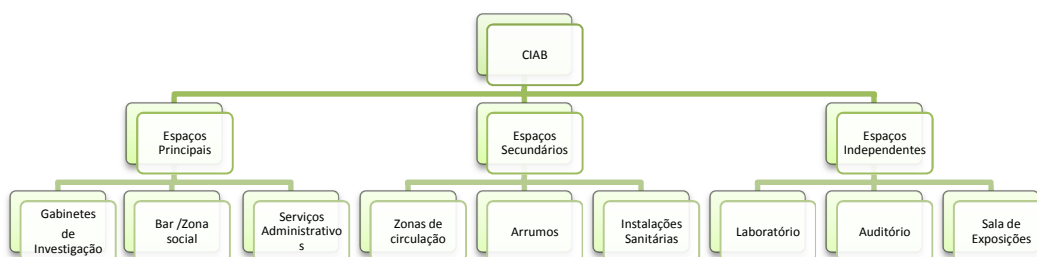 CIAB
Espaços
Principais
Espaços
Secundários
Espaços
Independentes
Gabinetes
de
Investigação
Bar /Zona
social
Serviços
Administrativo
s
Zonas de
circulação
Arrumos
Instalações
Sanitárias
Laboratório
Auditório
Sala de
Exposições